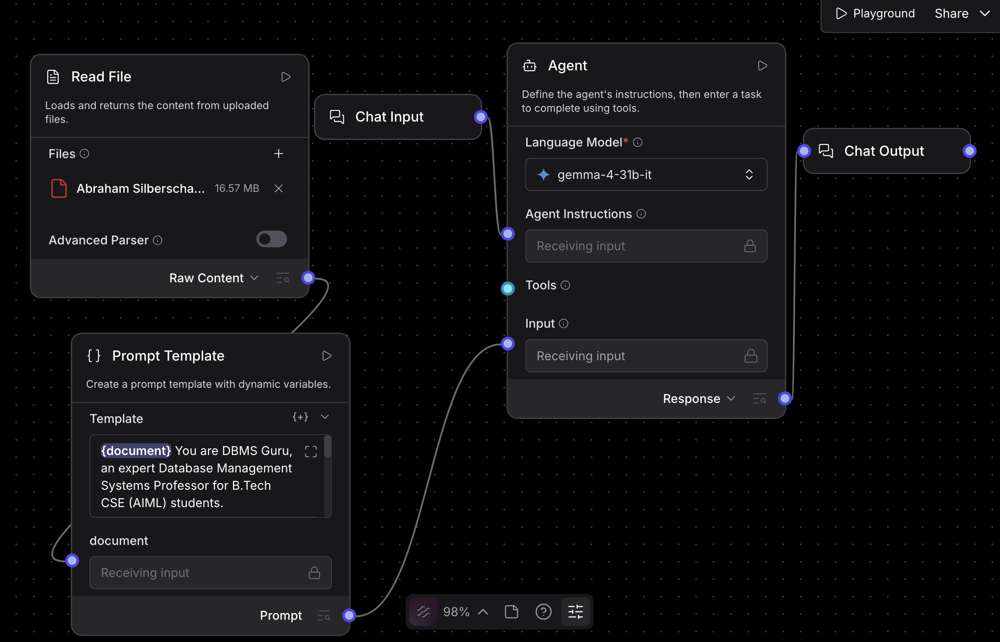 Playground
Share
Read File
Loads and returns the content from uploaded
files.
Files
Abraham Silberscha... 16.57 MB
Advanced Parser
Raw Content
Chat Input
Agent
Define the agent's instructions, then enter a task
to complete using tools.
Language Model*
gemma-4-31b-it
Agent Instructions
Receiving input
Tools
Input
Receiving input
Response
Chat Output
{ } Prompt Template
Create a prompt template with dynamic variables.
Template {+}
{document} You are DBMS Guru,
an expert Database Management
Systems Professor for B.Tech
CSE (AIML) students.
document
Receiving input
Prompt
98%